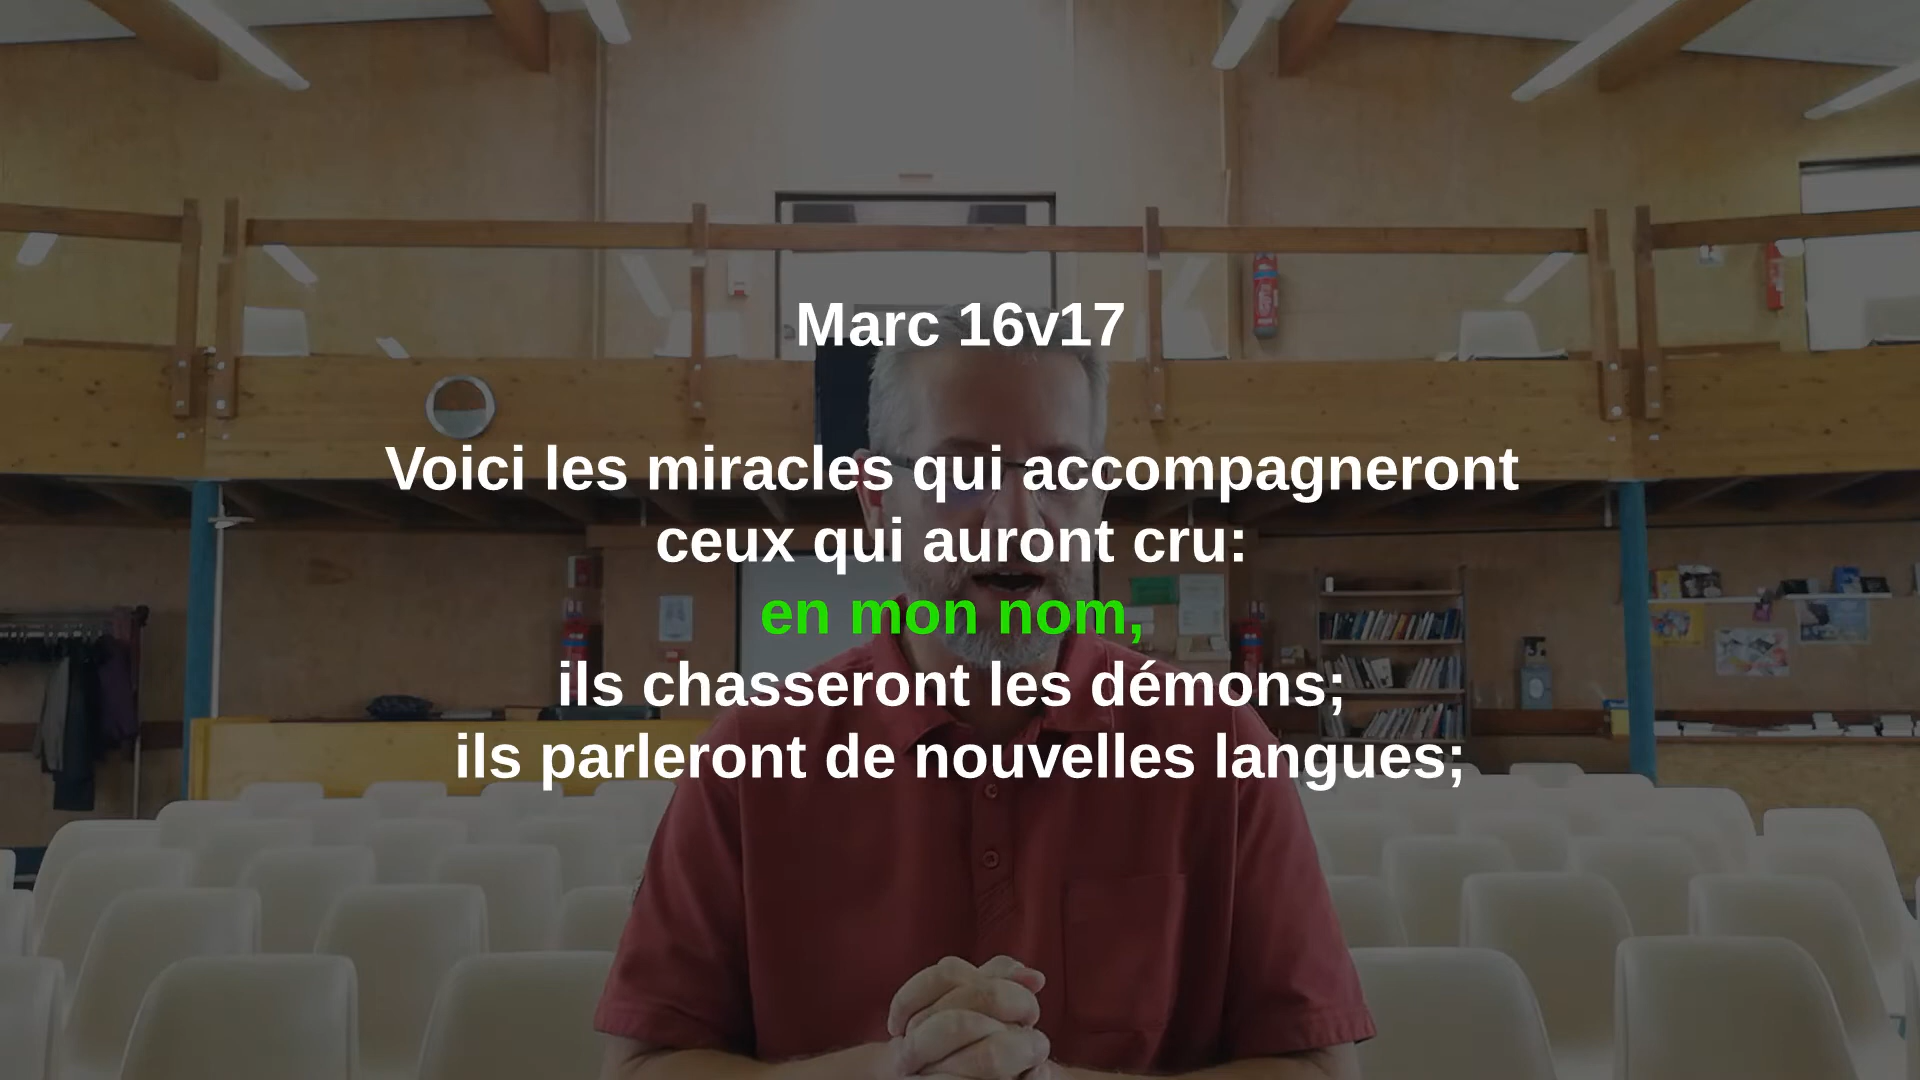 Marc 16v17
Voici les miracles qui accompagneront
ceux qui auront cru:
en mon nom,
ils chasseront les démons;
ils parleront de nouvelles langues;